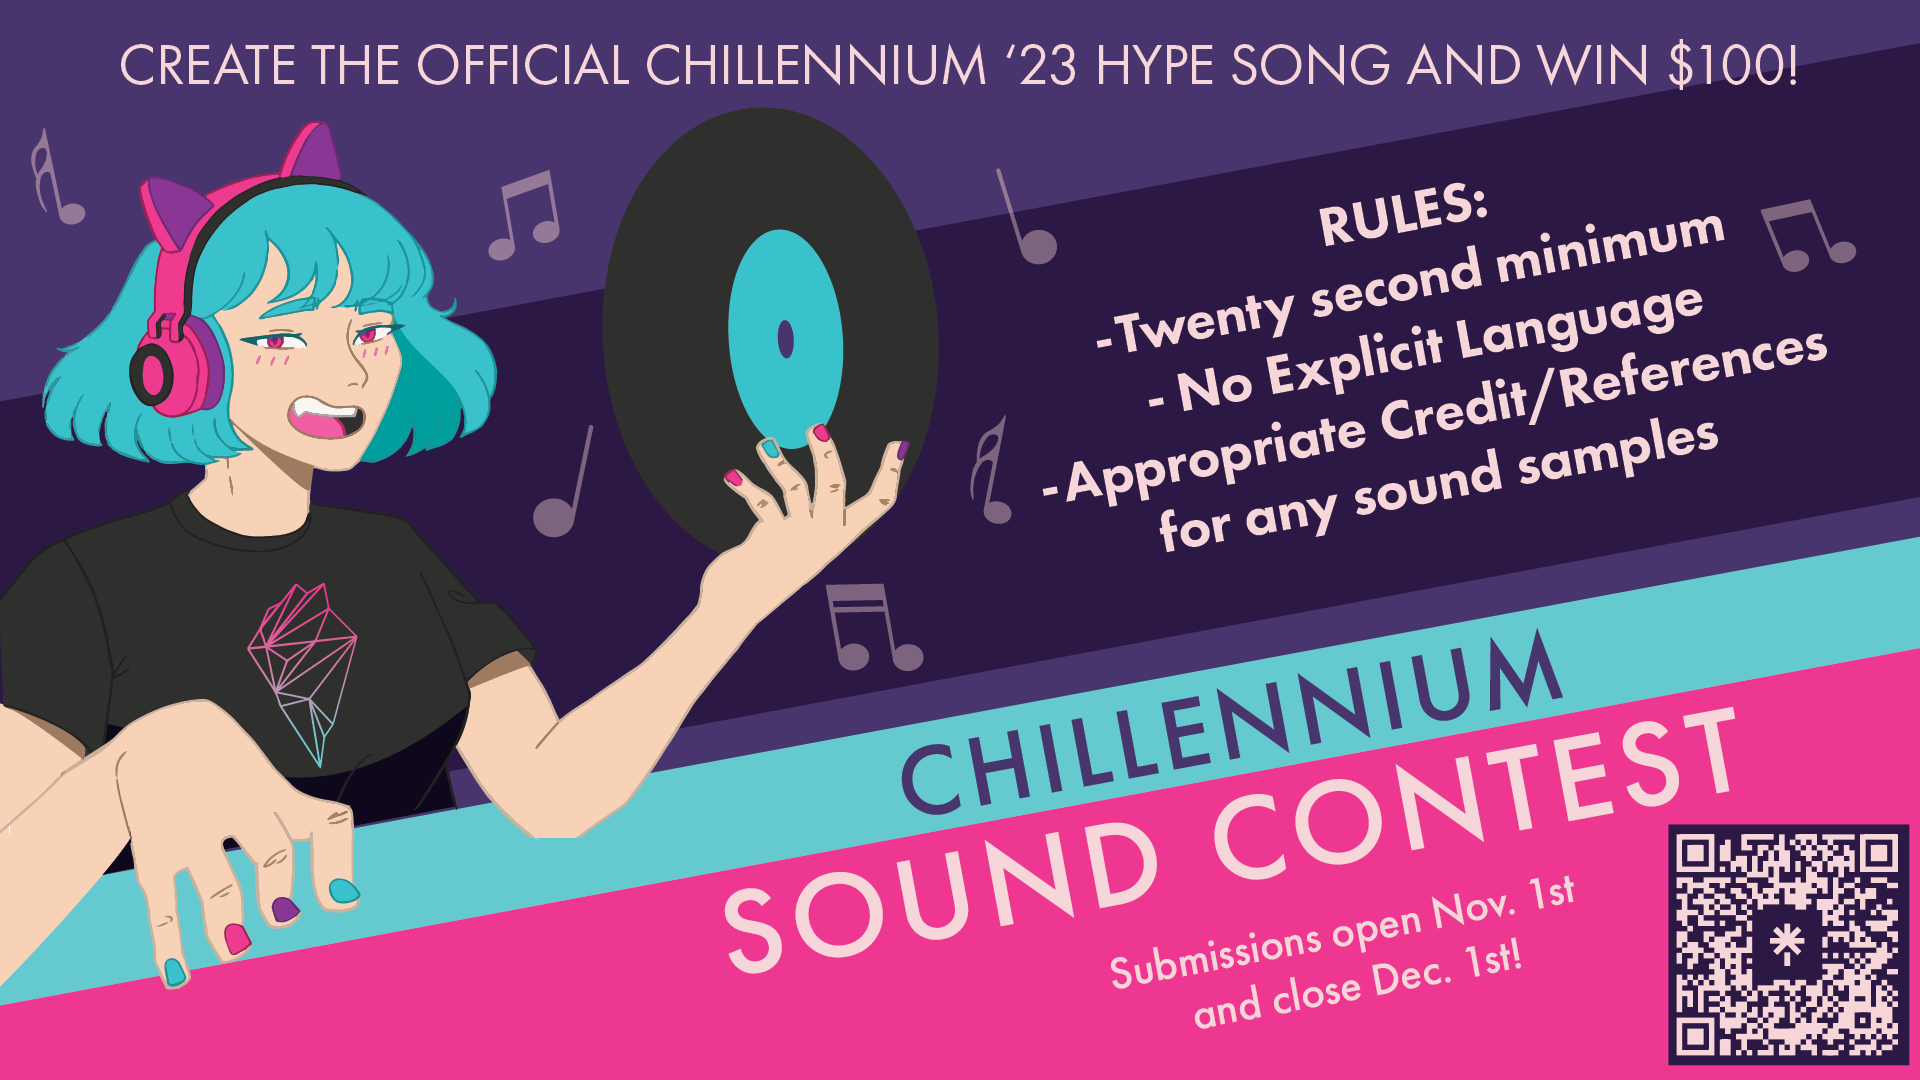 CREATE THE OFFICIAL CHILLENNIUM ‘23 HYPE SONG AND WIN $100!
RULES:
-Twenty second minimum
- No Explicit Language
-Appropriate Credit/References
for any sound samples
CHILLENNIUM
SOUND CONTEST
Submissions open Nov. 1st
and close Dec. 1st!